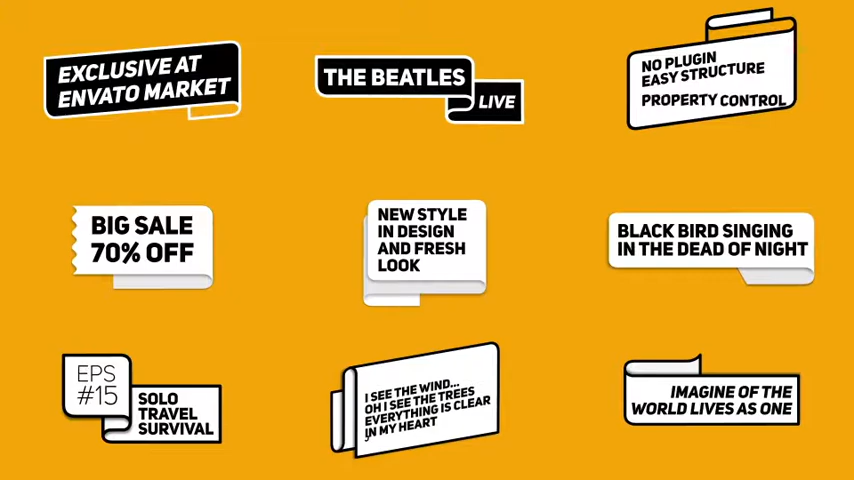 EXCLUSIVE AT
ENVATO MARKET
THE BEATLES
LIVE
NO PLUGIN
EASY STRUCTURE
PROPERTY CONTROL
BIG SALE
70% OFF
NEW STYLE
IN DESIGN
AND FRESH
LOOK
BLACK BIRD SINGING
IN THE DEAD OF NIGHT
EPS
#15
SOLO
TRAVEL
SURVIVAL
I SEE THE WIND...
OH I SEE THE TREES
EVERYTHING IS CLEAR
IN MY HEART
IMAGINE OF THE
WORLD LIVES AS ONE